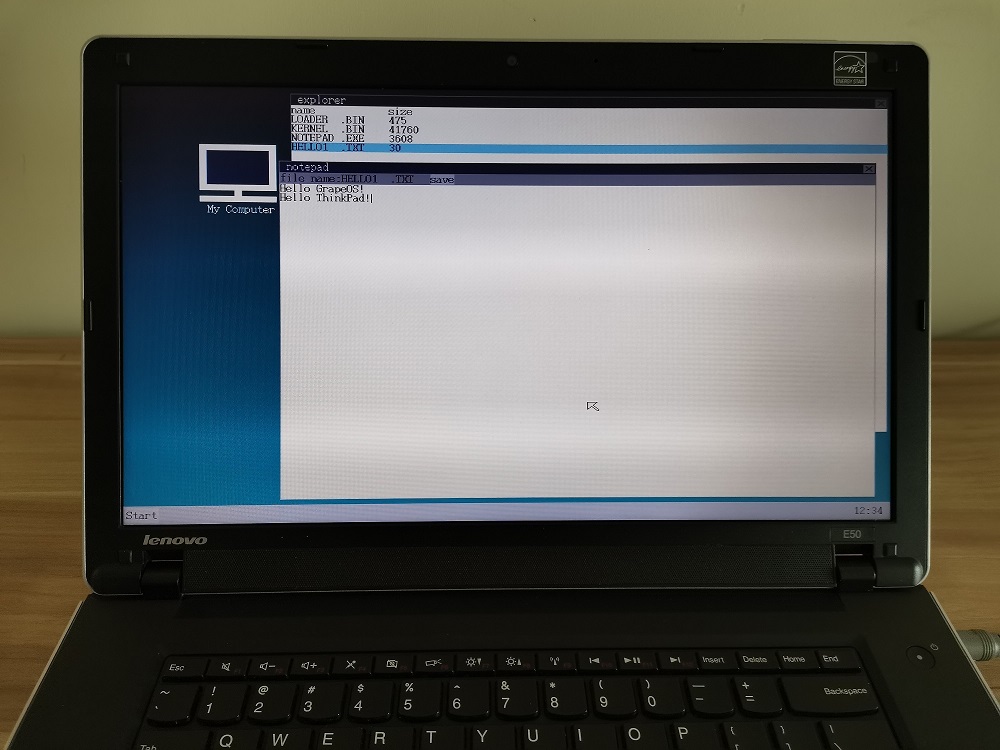 ENERGY STAR
explorer
name size
LOADER .BIN 475
KERNEL .BIN 41760
NOTEPAD .EXE 3608
HELLO1 .TXT 30
notepad
file name:HELLO1 .TXT save
Hello GrapeOS!
Hello ThinkPad!
My Computer
Start 12:34
lenovo E50
Esc Insert Delete Home End
~ ! @ # $ % ^ & * ( ) — +
` 1 2 3 4 5 6 7 8 9 0 - = Backspace
Tab Q W E R T Y U I O P { [ } | \